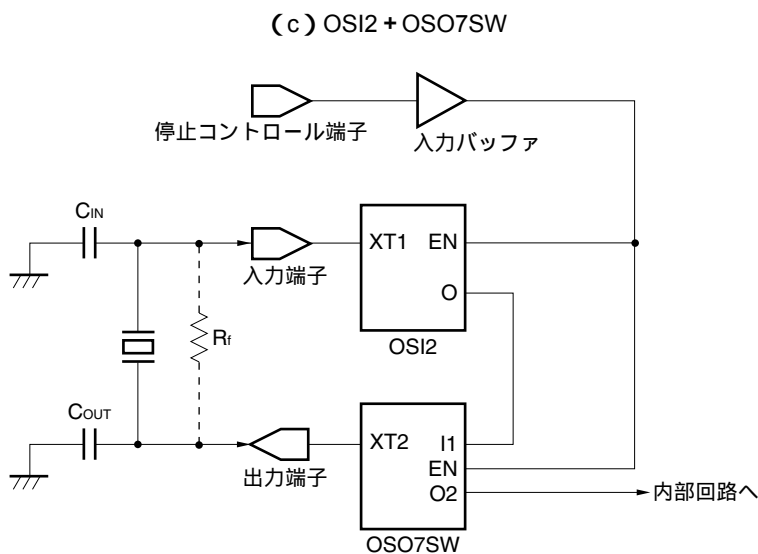 (c) OSI2 + OSO7SW
停止コントロール端子
入力バッファ
CIN
XT1 EN
入力端子
O
Rf
OSI2
COUT
XT2 I1
出力端子
EN
O2
内部回路へ
OSO7SW